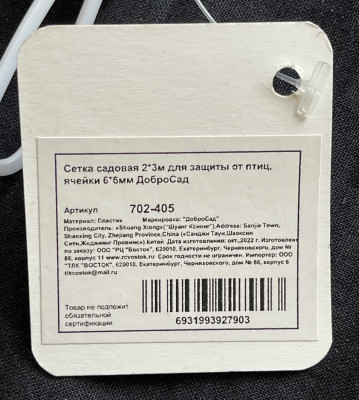 Сетка садовая 2*3м для защиты от птиц,
ячейки 6*6мм ДоброСад
Артикул 702-405
Материал: Пластик Маркировка: "ДоброСад"
Производитель: «Shuang Xiong»("Шуанг Ксионг").Address: Sanjie Town,
Shaoxing City, Zhejiang Province,China («Санджи Таун,Шаоксин
Сити,Жеджианг Провинс»).Китай Дата изготовления: окт.,2022 г. Изготовлено
по заказу: ООО "РЦ "Восток", 620010, Екатеринбург, Черняховского, дом № 86,
корпус 11 www.rcvostok.ru Срок годности не ограничен. Импортер: ООО
"ТЛК "ВОСТОК", 620010, Екатеринбург, Черняховского, дом № 86, корпус 6
tlkvostok@mail.ru
Товар не подлежит
обязательной
сертификации
6931993927903